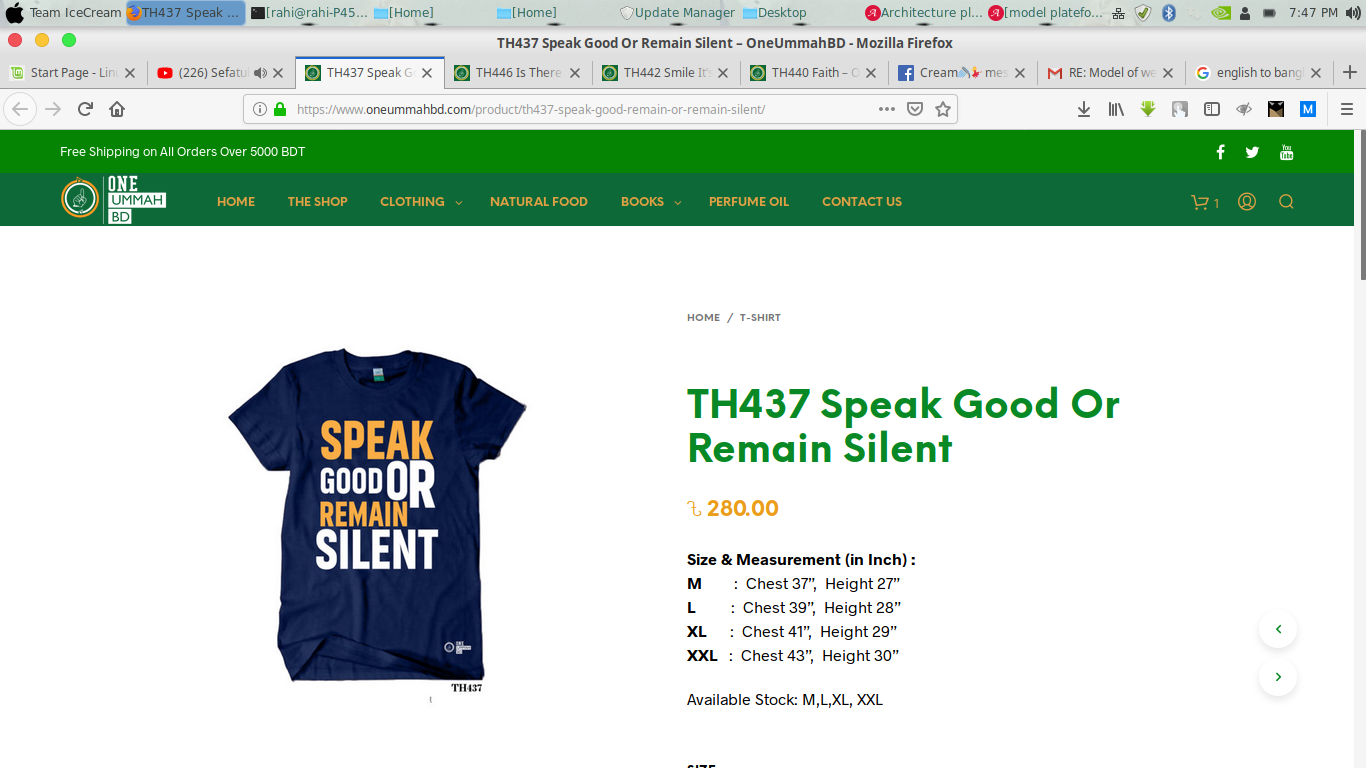 Team IceCream
TH437 Speak ...
[rahi@rahi-P45...
[Home]
[Home]
Update Manager
Desktop
Architecture pl...
[model platefo...
7:47 PM
TH437 Speak Good Or Remain Silent – OneUmmahBD - Mozilla Firefox
Start Page - Lin
(226) Sefatul
TH437 Speak G
TH446 Is There
TH442 Smile It's
TH440 Faith – O
Cream mes
RE: Model of we
english to bangl
https://www.oneummahbd.com/product/th437-speak-good-remain-or-remain-silent/
Free Shipping on All Orders Over 5000 BDT
You
Tube
ONE
UMMAH
BD
HOME
THE SHOP
CLOTHING
NATURAL FOOD
BOOKS
PERFUME OIL
CONTACT US
1
HOME / T-SHIRT
SPEAK
GOOD OR
REMAIN
SILENT
ONE
UMMAH
BD
TH437
TH437 Speak Good Or
Remain Silent
৳ 280.00
Size & Measurement (in Inch) :
M : Chest 37”, Height 27”
L : Chest 39”, Height 28”
XL : Chest 41”, Height 29”
XXL : Chest 43”, Height 30”
Available Stock: M,L,XL, XXL
SIZE